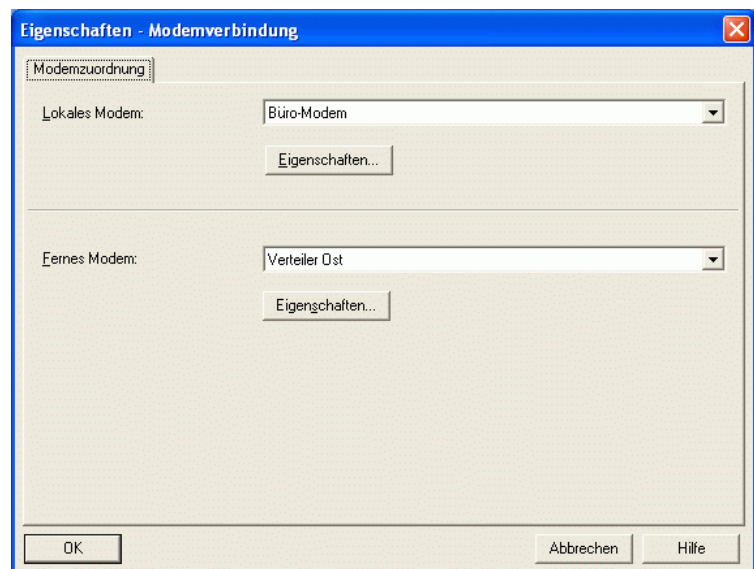 Eigenschaften - Modemverbindung
Modemzuordnung
Lokales Modem: Büro-Modem
Eigenschaften...
Fernes Modem: Verteiler Ost
Eigenschaften...
OK Abbrechen Hilfe